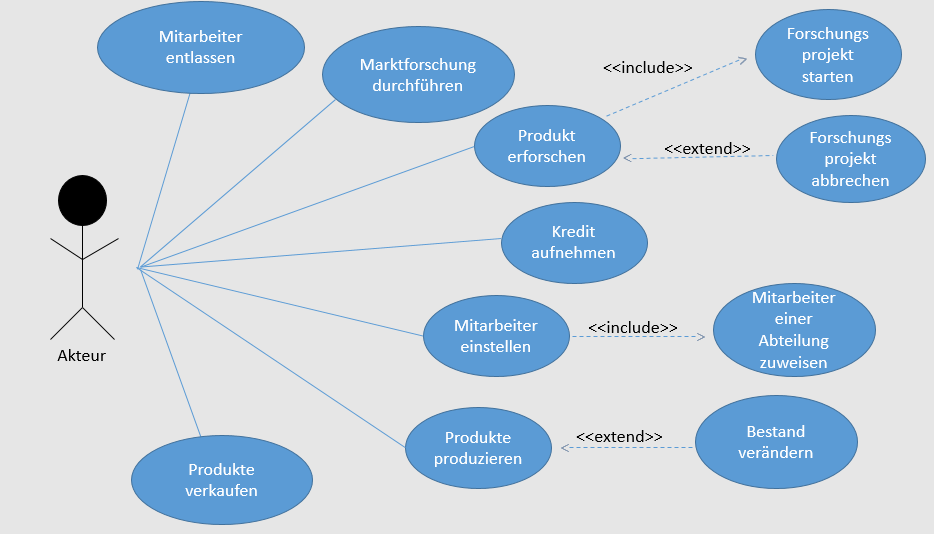 Mitarbeiter
entlassen
Marktforschung
durchführen
<<include>>
Forschungs
projekt
starten
Produkt
erforschen
<<extend>>
Forschungs
projekt
abbrechen
Kredit
aufnehmen
Akteur
Mitarbeiter
einstellen
<<include>>
Mitarbeiter
einer
Abteilung
zuweisen
Produkte
produzieren
<<extend>>
Bestand
verändern
Produkte
verkaufen